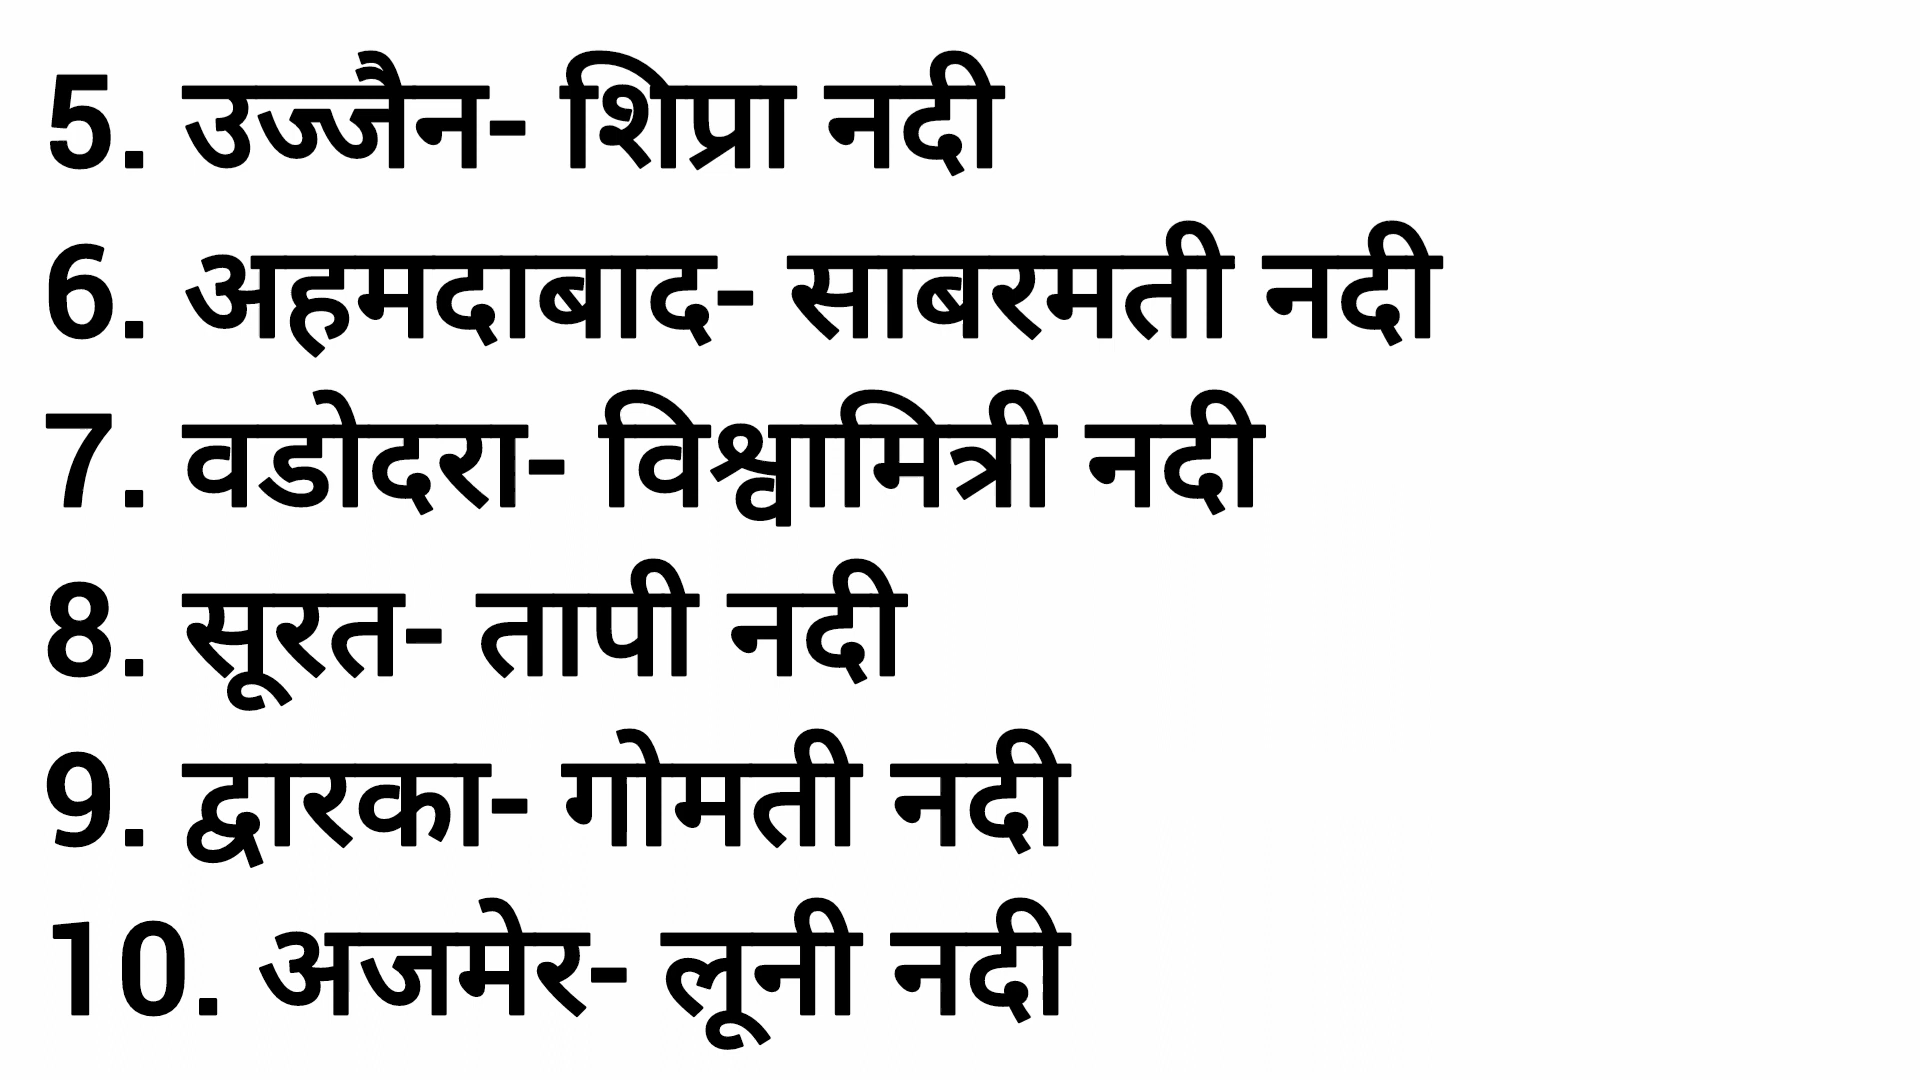 5. उज्जैन- शिप्रा नदी
6. अहमदाबाद- साबरमती नदी
7. वडोदरा- विश्वामित्री नदी
8. सूरत- तापी नदी
9. द्वारका- गोमती नदी
10. अजमेर- लूनी नदी